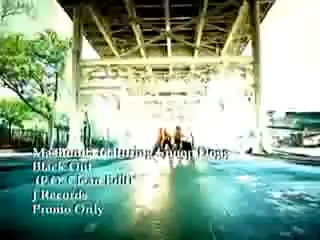 Mashonda featuring Snoop Dogg
Black Out
(P.O. Clean Edit)
J Records
Promo Only